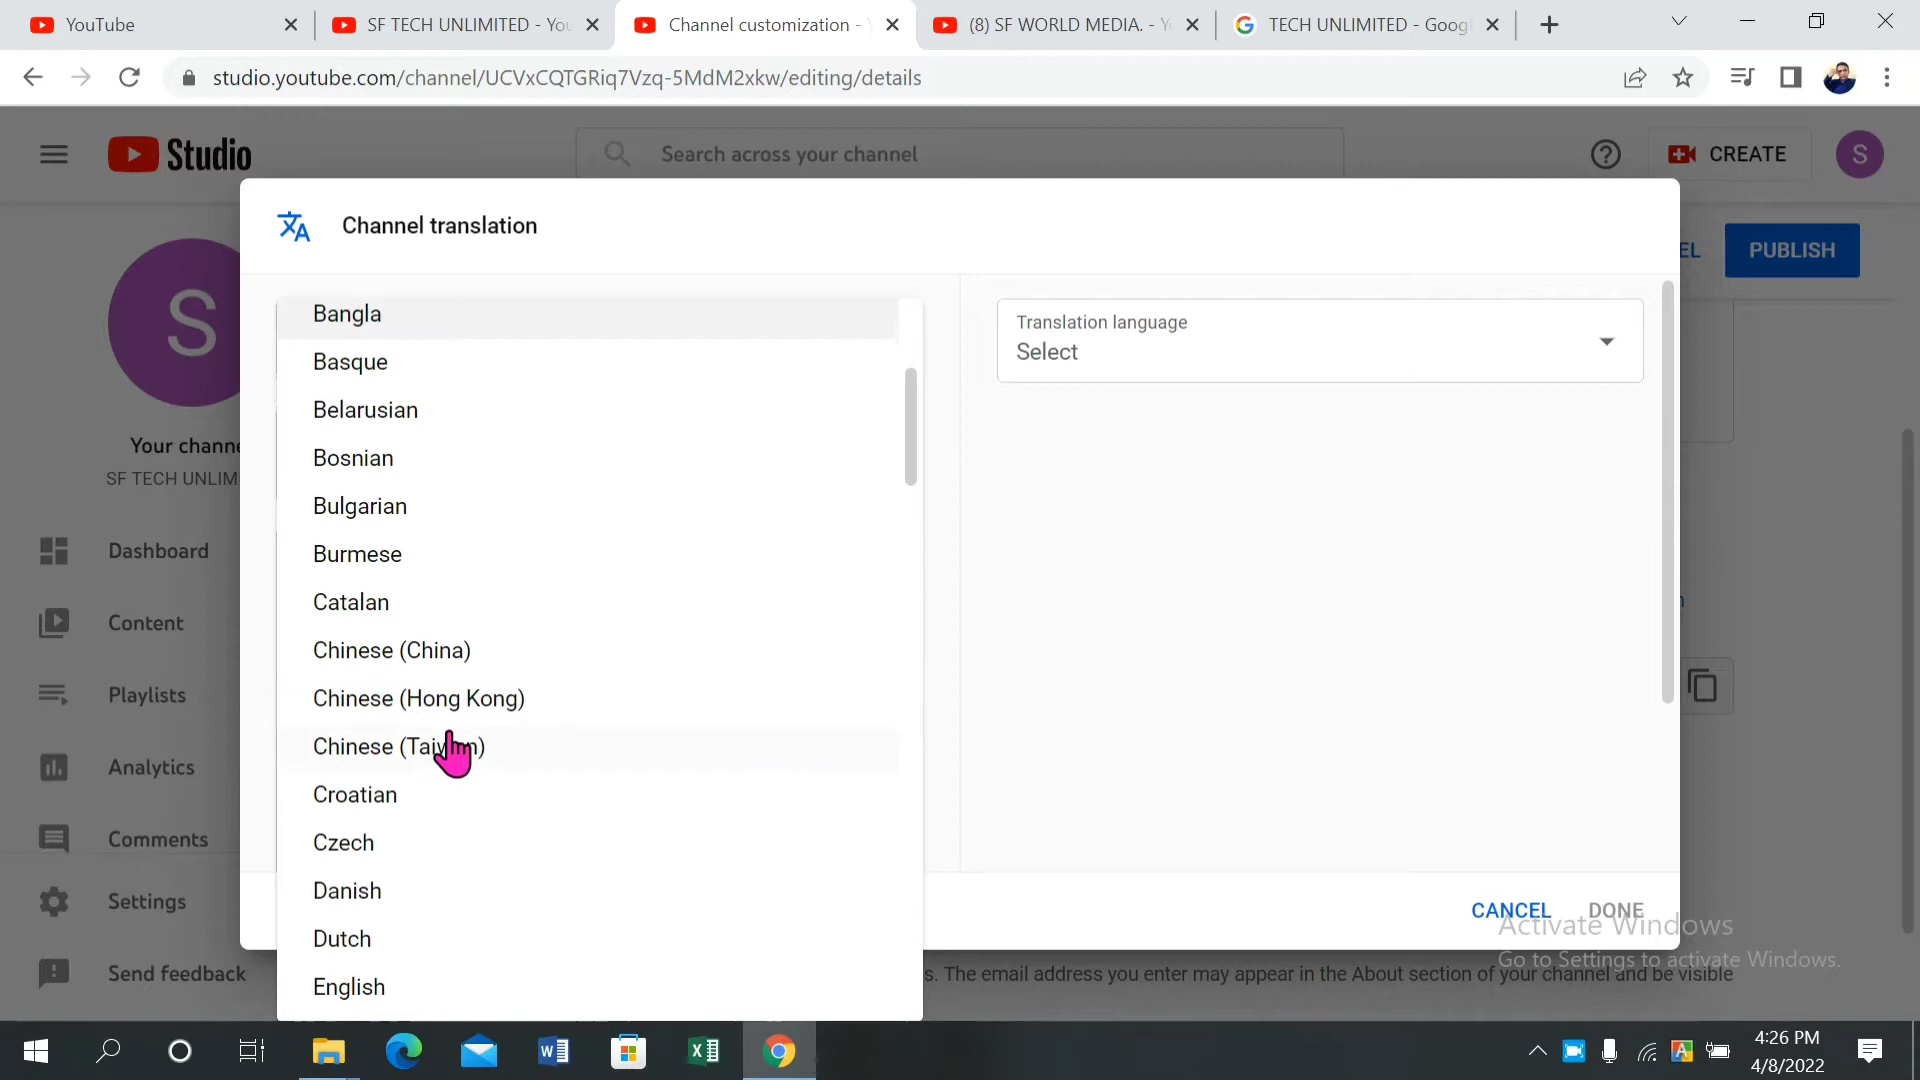 YouTube
SF TECH UNLIMITED - You
Channel customization -
(8) SF WORLD MEDIA. - Y
TECH UNLIMITED - Goog
studio.youtube.com/channel/UCVxCQTGRiq7Vzq-5MdM2xkw/editing/details
Studio
Search across your channel
CREATE
S
Channel translation
EL
PUBLISH
S
Your channe
SF TECH UNLIM
Dashboard
Content
Playlists
Analytics
Comments
Settings
Send feedback
Bangla
Basque
Belarusian
Bosnian
Bulgarian
Burmese
Catalan
Chinese (China)
Chinese (Hong Kong)
Chinese (Taiwan)
Croatian
Czech
Danish
Dutch
English
Translation language
Select
CANCEL
DONE
Activate Windows
Go to Settings to activate Windows.
s. The email address you enter may appear in the About section of your channel and be visible
4:26 PM
4/8/2022